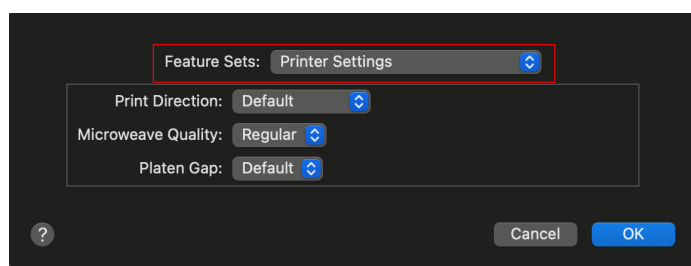 Feature Sets: Printer Settings
Print Direction: Default
Microweave Quality: Regular
Platen Gap: Default
? Cancel OK